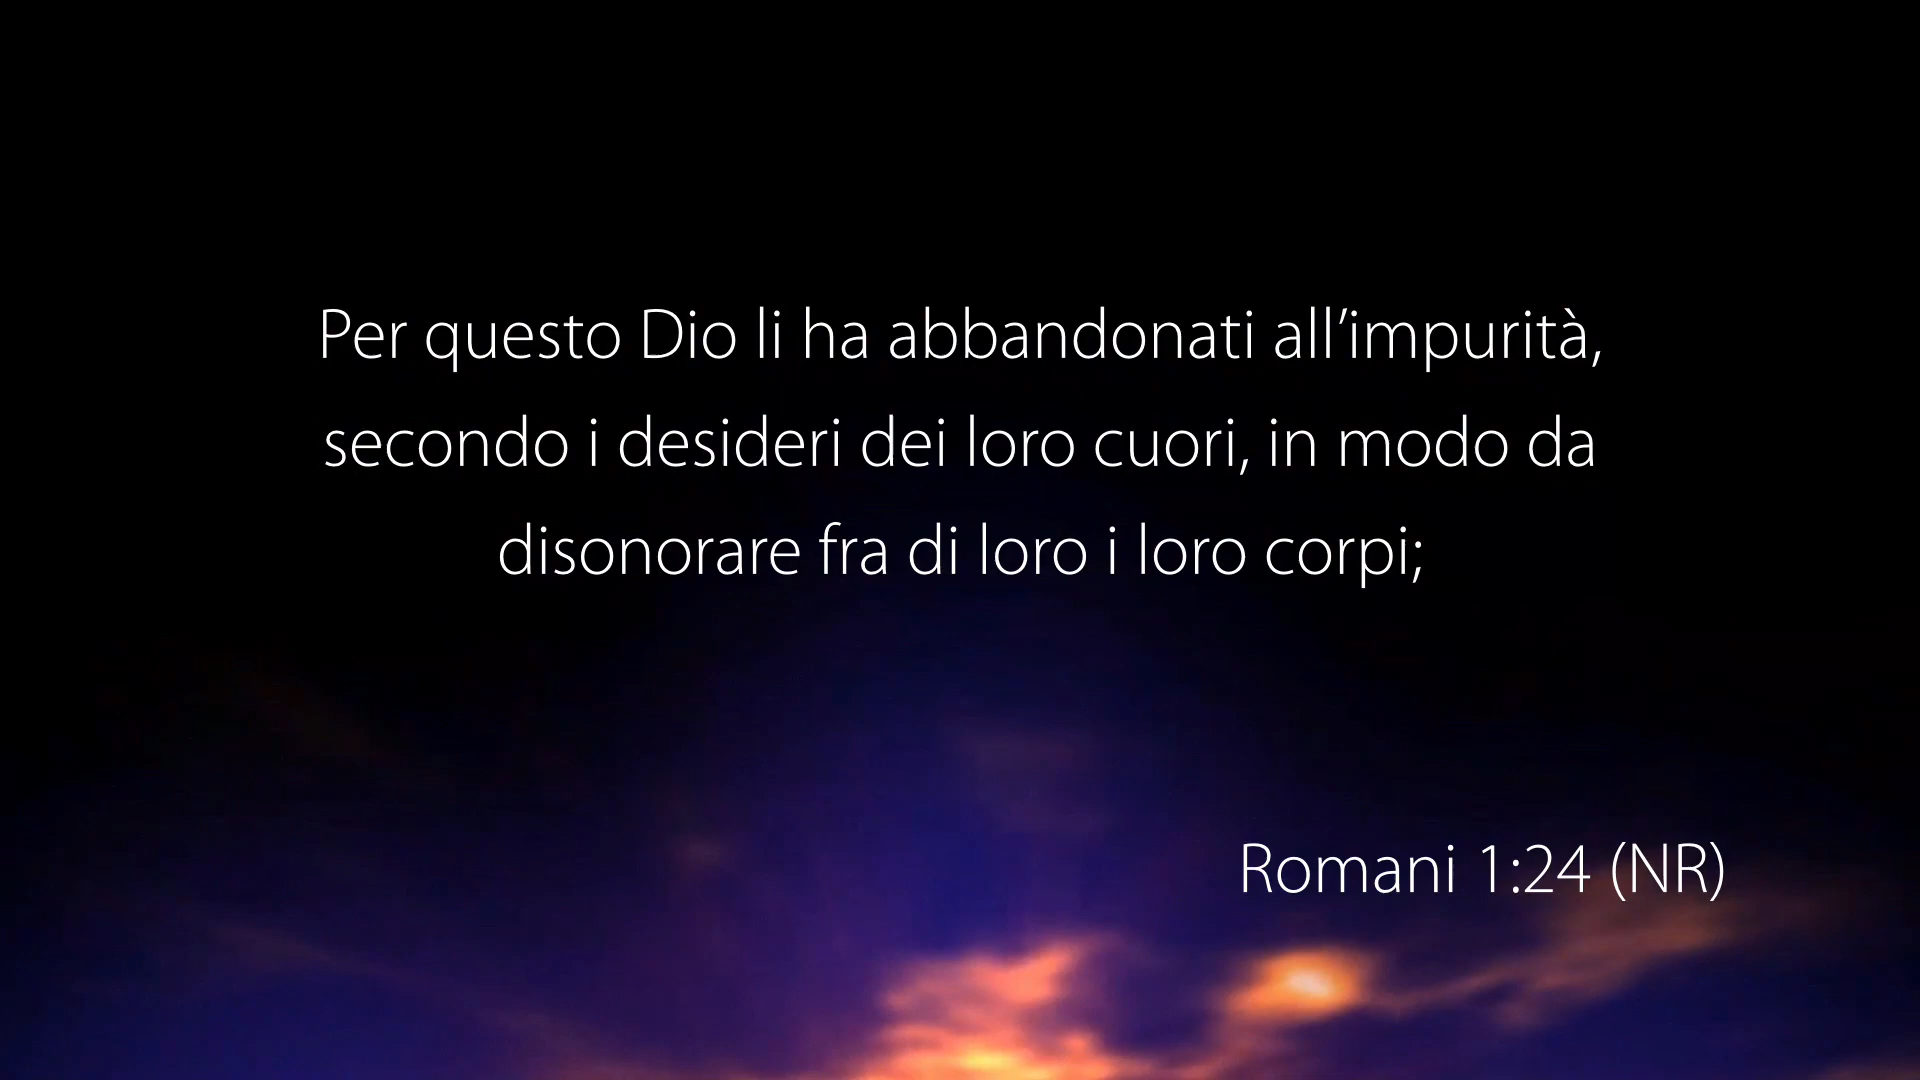 Per questo Dio li ha abbandonati all’impurità,
secondo i desideri dei loro cuori, in modo da
disonorare fra di loro i loro corpi;
Romani 1:24 (NR)